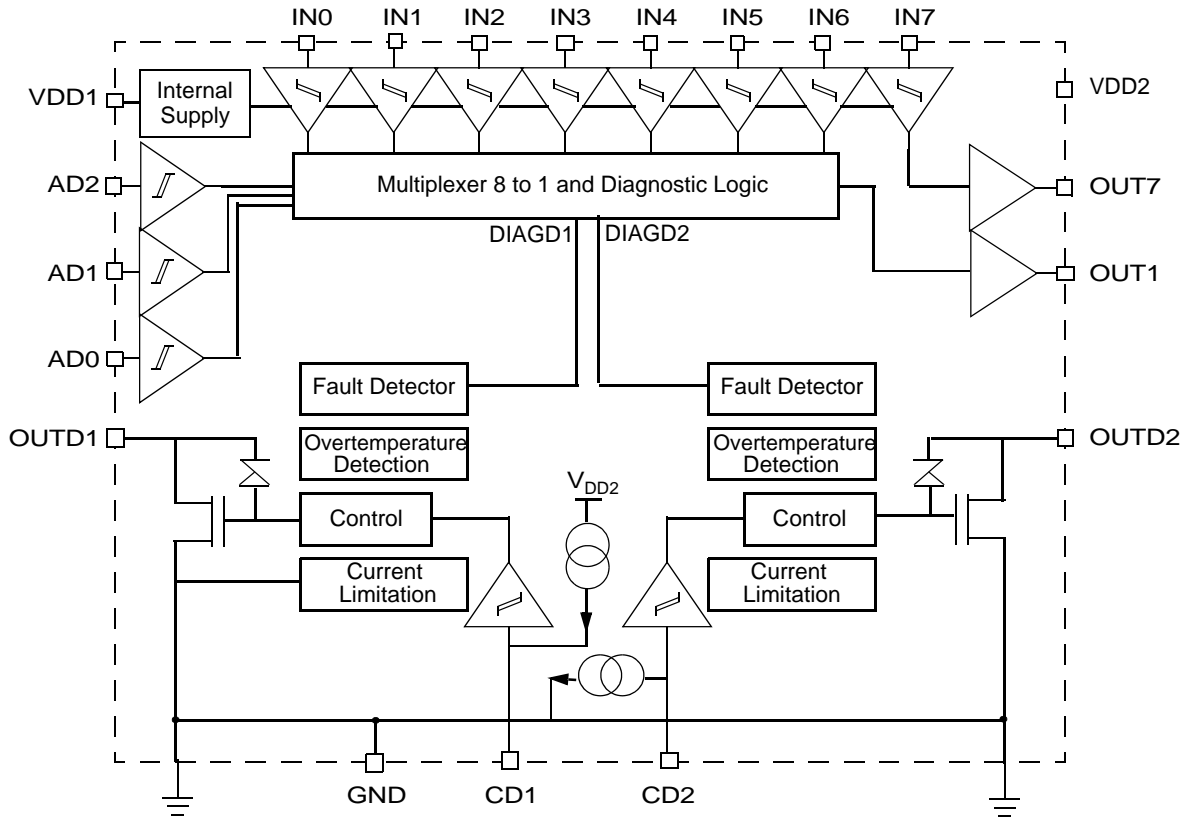 IN0 IN1 IN2 IN3 IN4 IN5 IN6 IN7
VDD1
Internal
Supply
VDD2
AD2
Multiplexer 8 to 1 and Diagnostic Logic
OUT7
DIAGD1 DIAGD2
AD1
OUT1
AD0
Fault Detector
Fault Detector
OUTD1
Overtemperature
Detection
Overtemperature
Detection
OUTD2
VDD2
Control
Control
Current
Limitation
Current
Limitation
GND CD1 CD2